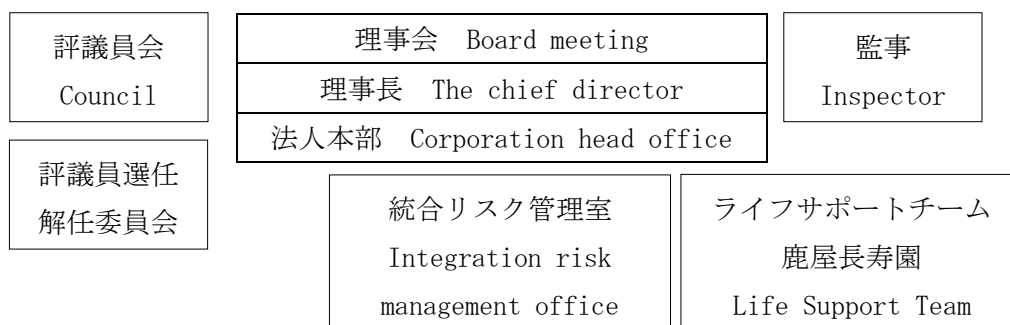 評議員会
Council
理事会 Board meeting
理事長 The chief director
法人本部 Corporation head office
監事
Inspector
評議員選任
解任委員会
統合リスク管理室
Integration risk
management office
ライフサポートチーム
鹿屋長寿園
Life Support Team